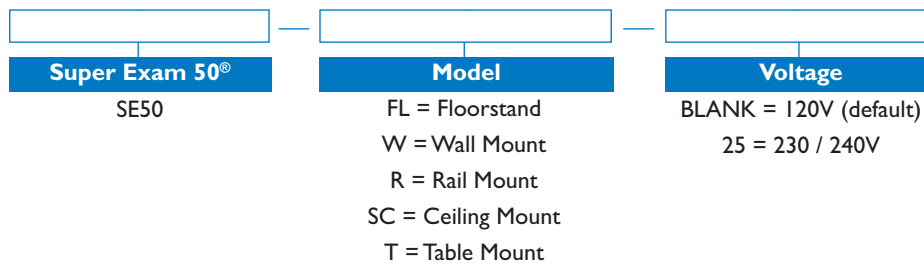 Super Exam 50® Model Voltage
SE50 FL = Floorstand BLANK = 120V (default)
W = Wall Mount 25 = 230 / 240V
R = Rail Mount
SC = Ceiling Mount
T = Table Mount